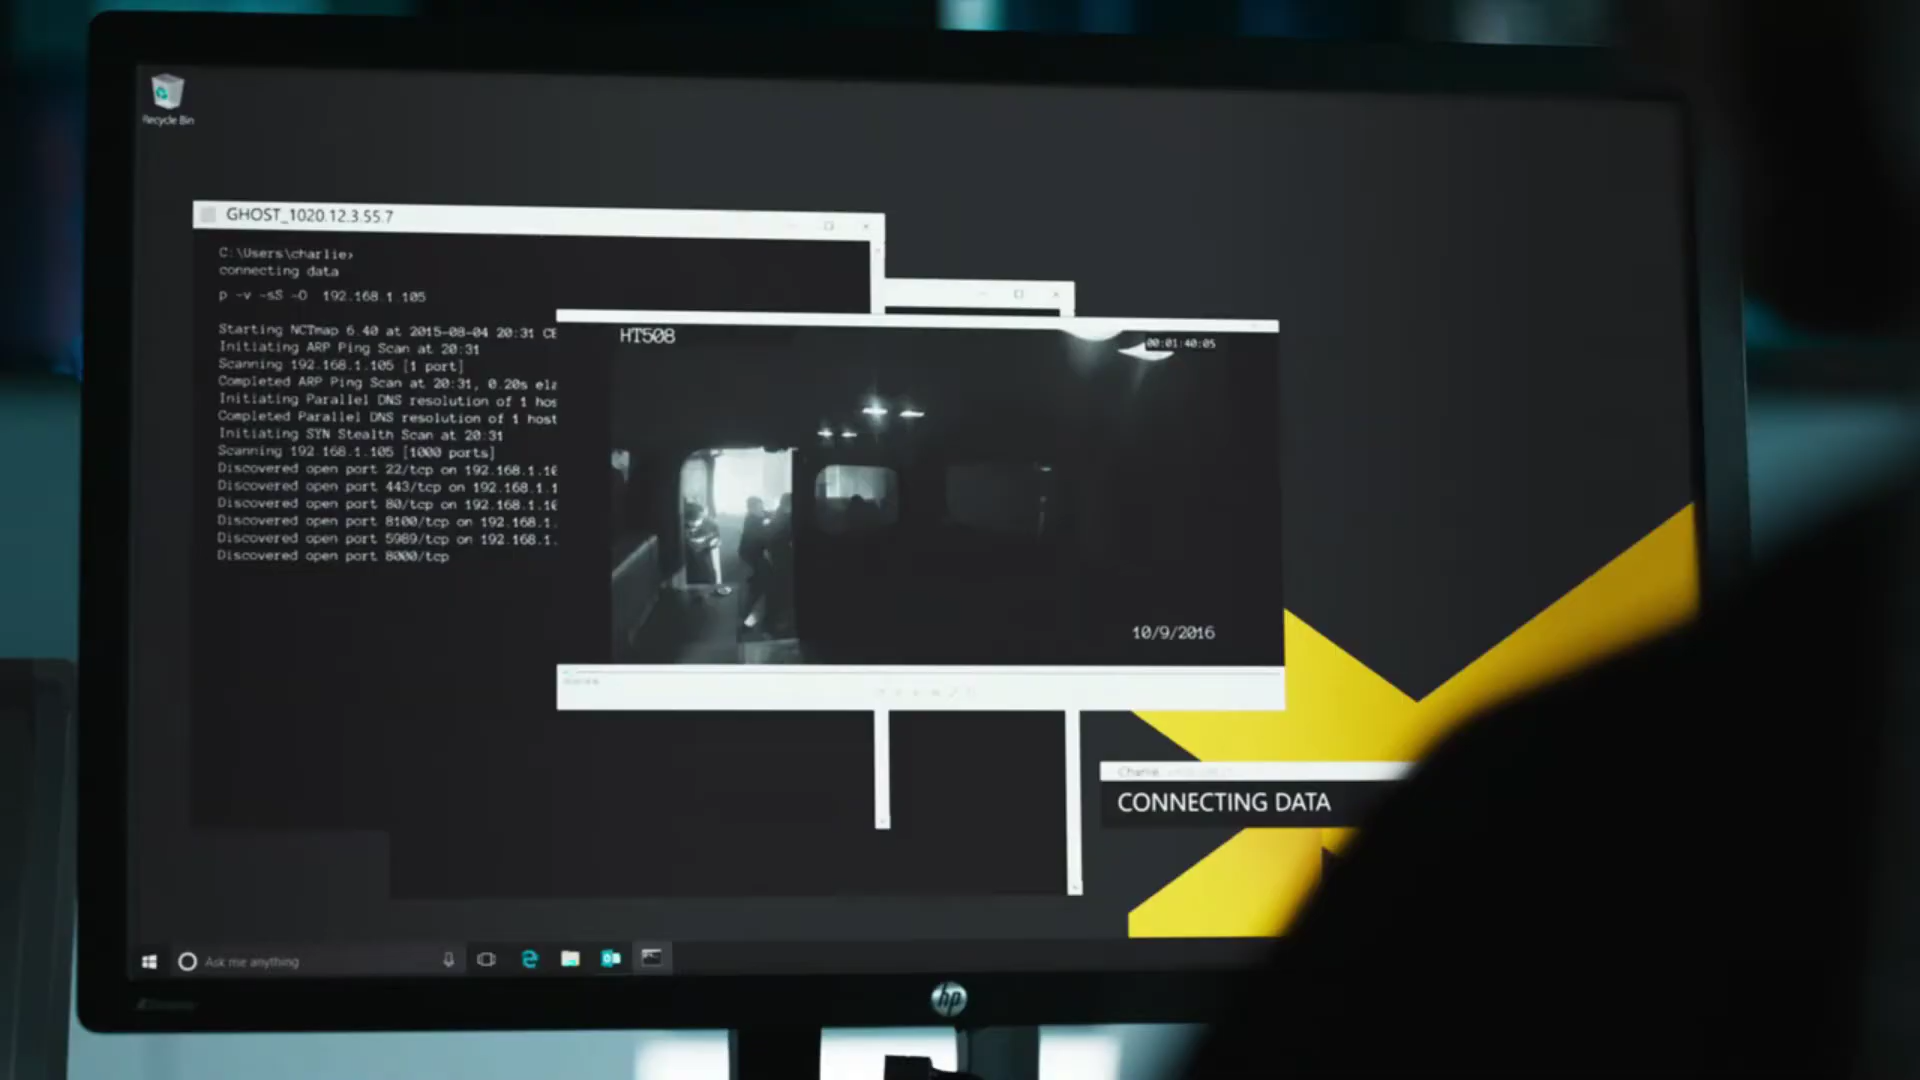 Recycle Bin
GHOST_1020.12.3.55.7
C:\Users\charlie>
connecting data
p -v -sS -O 192.168.1.105
Starting NCTmap 6.40 at 2015-08-04 20:31 CE
Initiating ARP Ping Scan at 20:31
Scanning 192.168.1.105 [1 port]
Completed ARP Ping Scan at 20:31, 0.20s ela
Initiating Parallel DNS resolution of 1 hos
Completed Parallel DNS resolution of 1 host
Initiating SYN Stealth Scan at 20:31
Scanning 192.168.1.105 [1000 ports]
Discovered open port 22/tcp on 192.168.1.10
Discovered open port 443/tcp on 192.168.1.1
Discovered open port 80/tcp on 192.168.1.10
Discovered open port 8100/tcp on 192.168.1.
Discovered open port 5989/tcp on 192.168.1.
Discovered open port 8000/tcp
HT508
00:01:40:05
10/9/2016
Charlie
CONNECTING DATA
Ask me anything
hp